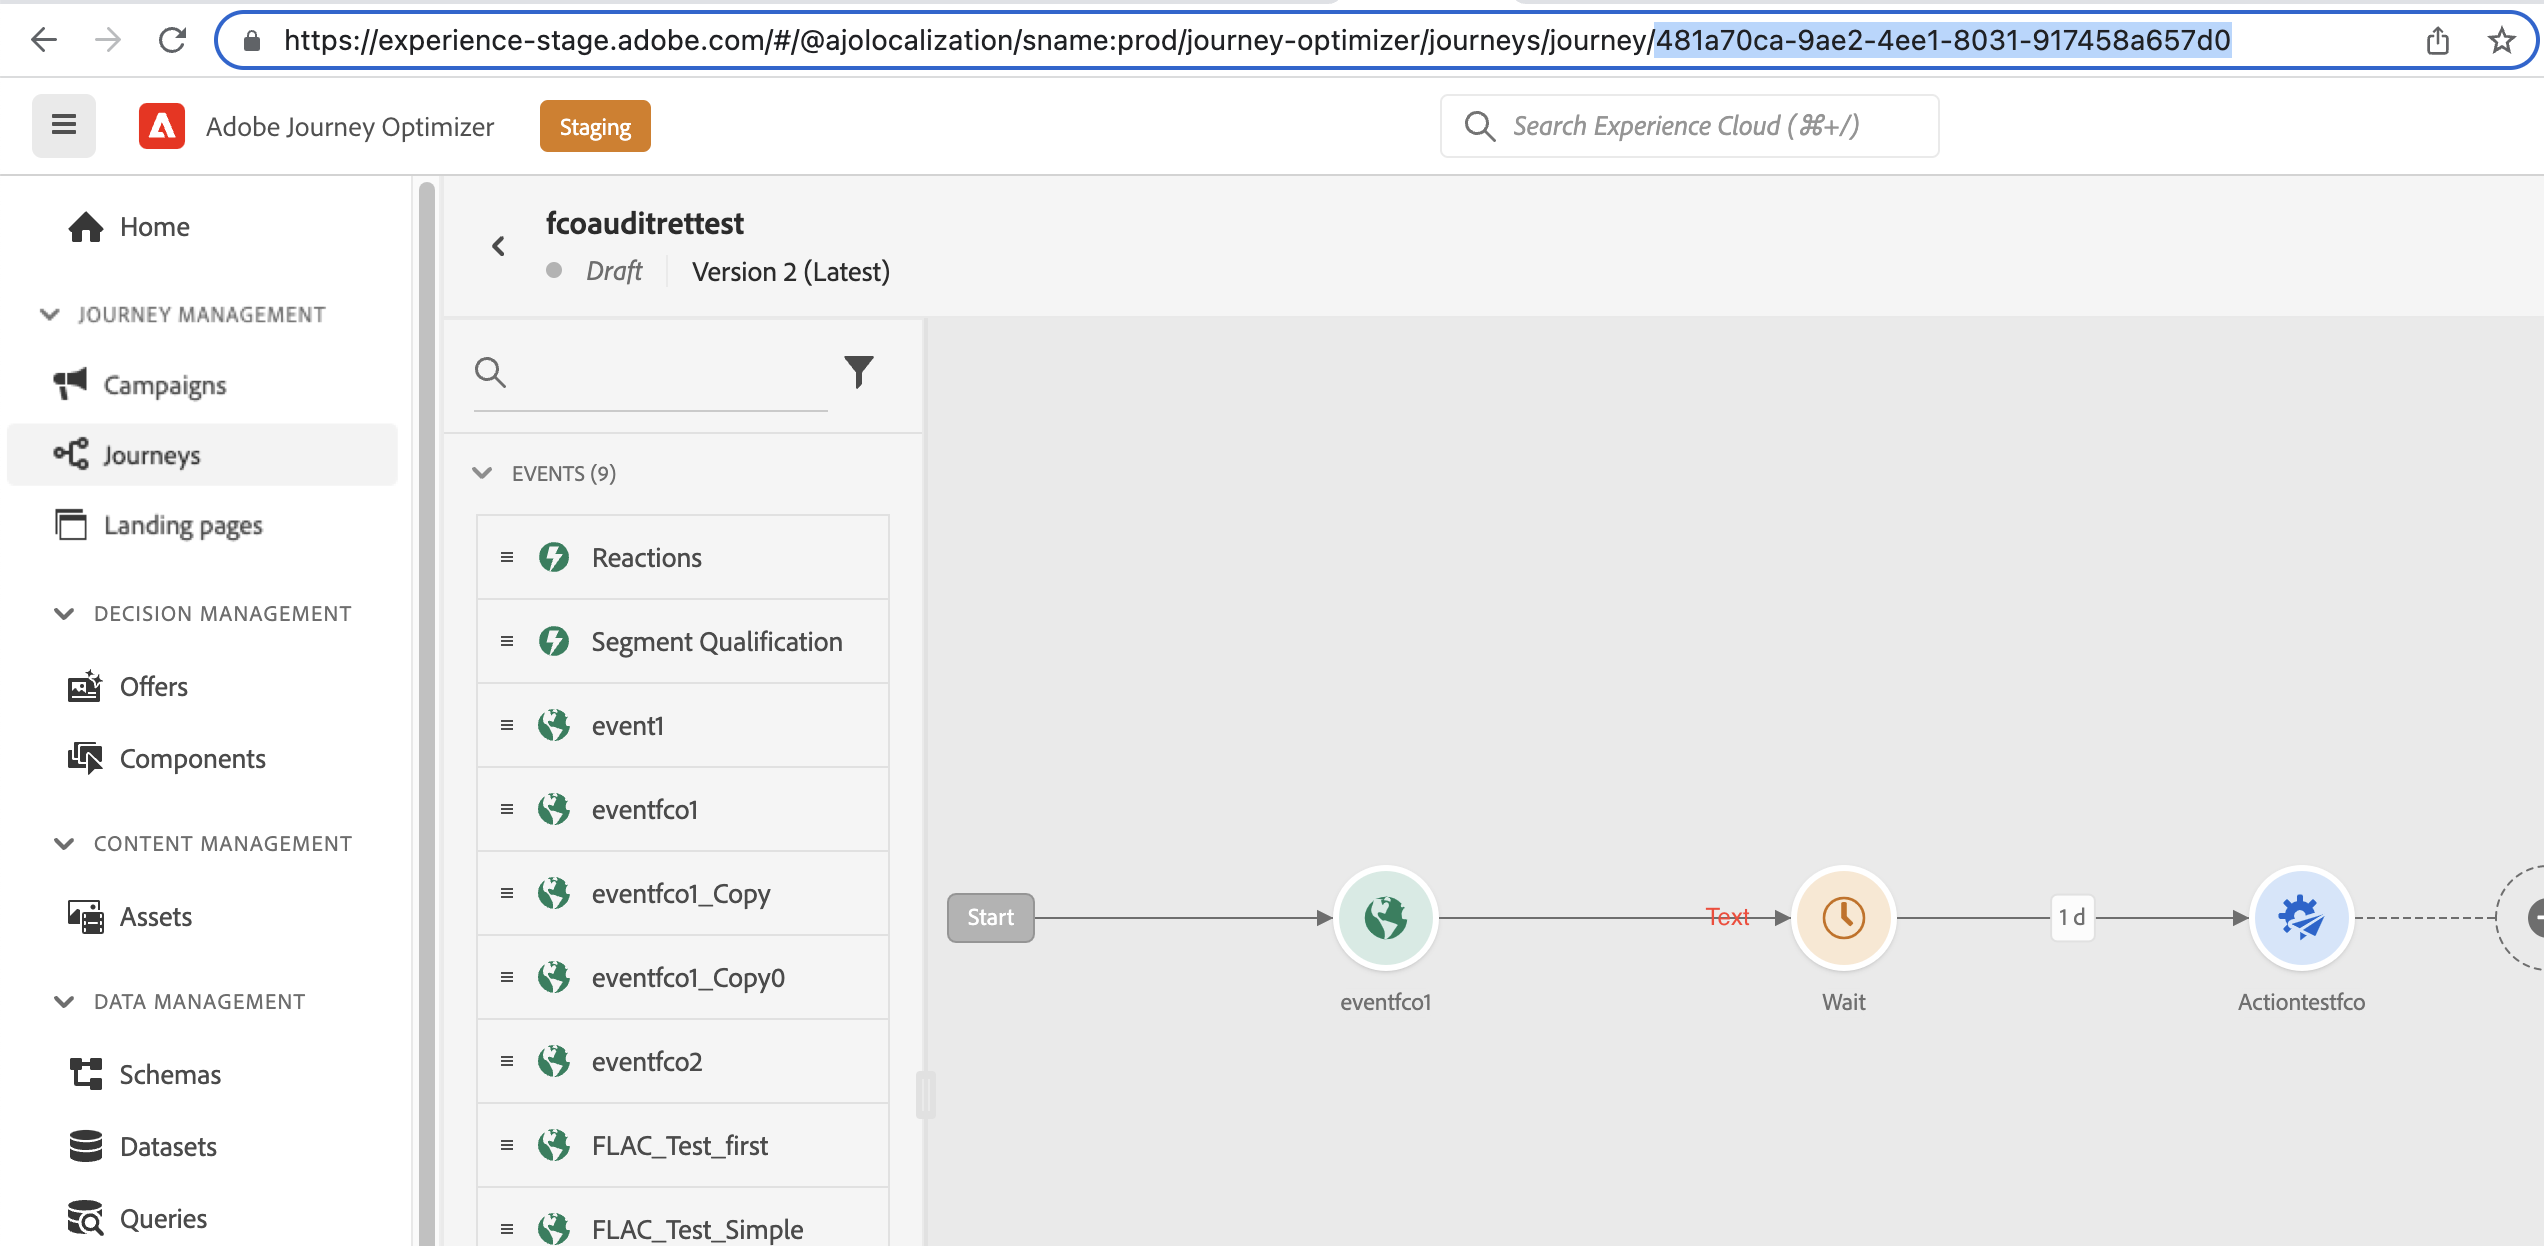 https://experience-stage.adobe.com/#/@ajolocalization/sname:prod/journey-optimizer/journeys/journey/481a70ca-9ae2-4ee1-8031-917458a657d0
Adobe Journey Optimizer
Staging
Search Experience Cloud (⌘+/)
Home
JOURNEY MANAGEMENT
Campaigns
Journeys
Landing pages
DECISION MANAGEMENT
Offers
Components
CONTENT MANAGEMENT
Assets
DATA MANAGEMENT
Schemas
Datasets
Queries
fcoauditrettest
Draft
Version 2 (Latest)
EVENTS (9)
Reactions
Segment Qualification
event1
eventfco1
eventfco1_Copy
eventfco1_Copy0
eventfco2
FLAC_Test_first
FLAC_Test_Simple
Start
Text
1 d
eventfco1
Wait
Actiontestfco